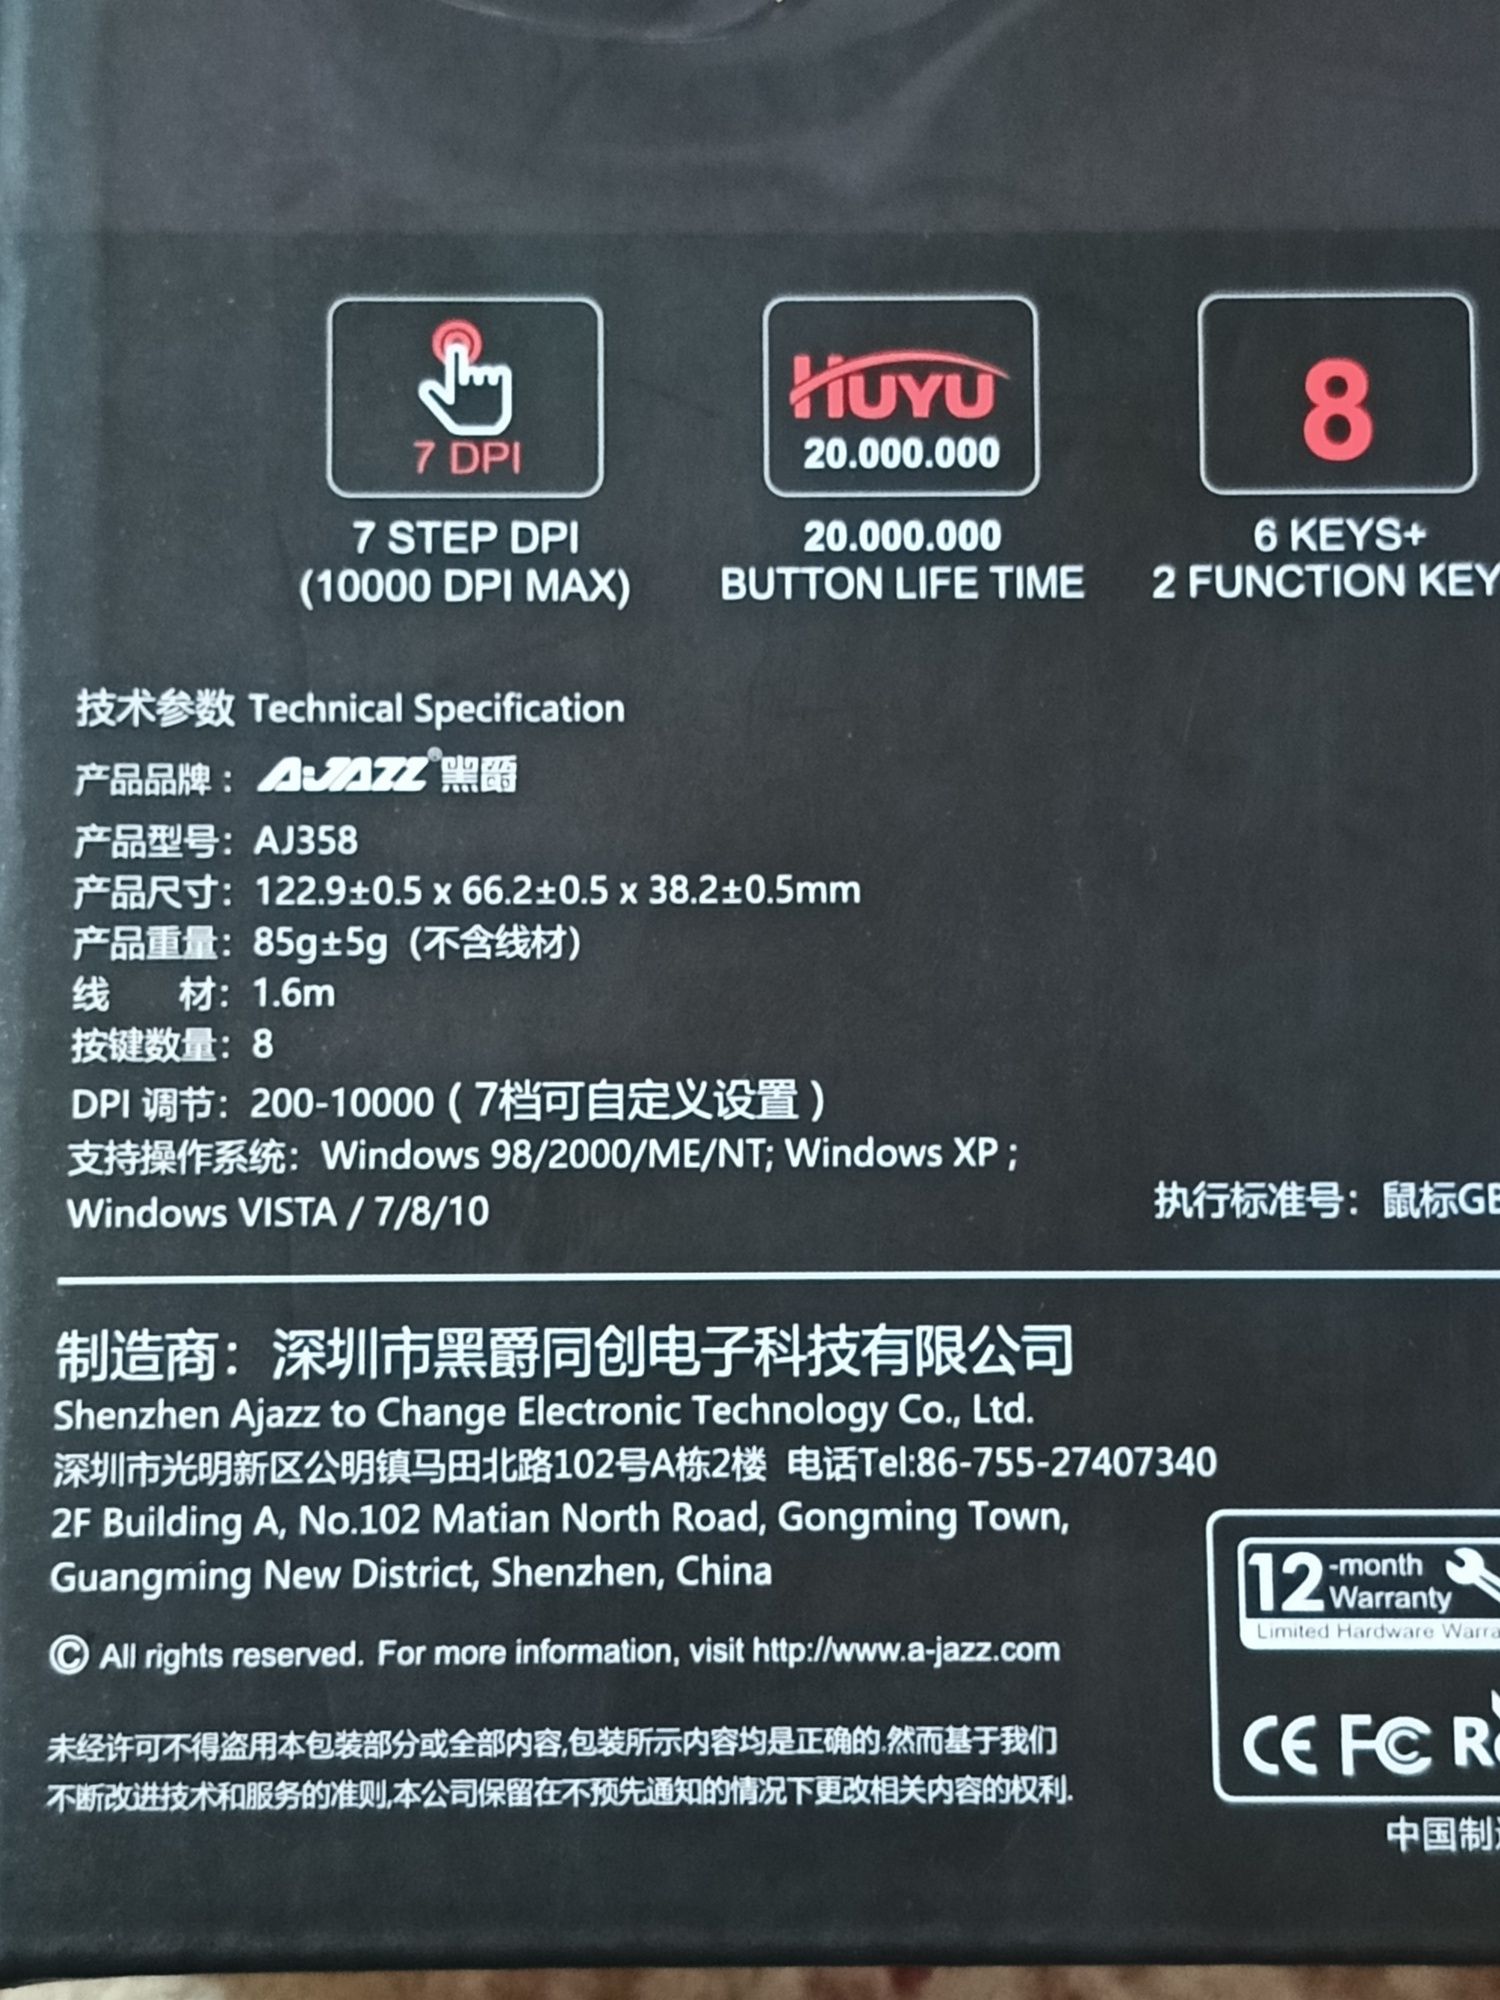 7 DPI
HUYU
20.000.000
8
7 STEP DPI
(10000 DPI MAX)
20.000.000
BUTTON LIFE TIME
6 KEYS+
2 FUNCTION KEY
技术参数 Technical Specification
产品品牌：A·JAZZ®黑爵
产品型号：AJ358
产品尺寸：122.9±0.5 x 66.2±0.5 x 38.2±0.5mm
产品重量：85g±5g（不含线材）
线 材：1.6m
按键数量：8
DPI 调节：200-10000（7档可自定义设置）
支持操作系统：Windows 98/2000/ME/NT; Windows XP ;
Windows VISTA / 7/8/10
执行标准号：鼠标GB
制造商：深圳市黑爵同创电子科技有限公司
Shenzhen Ajazz to Change Electronic Technology Co., Ltd.
深圳市光明新区公明镇马田北路102号A栋2楼 电话Tel:86-755-27407340
2F Building A, No.102 Matian North Road, Gongming Town,
Guangming New District, Shenzhen, China
© All rights reserved. For more information, visit http://www.a-jazz.com
未经许可不得盗用本包装部分或全部内容,包装所示内容均是正确的.然而基于我们
不断改进技术和服务的准则,本公司保留在不预先通知的情况下更改相关内容的权利.
12-month
Warranty
Limited Hardware Warra
CE FC R
中国制造